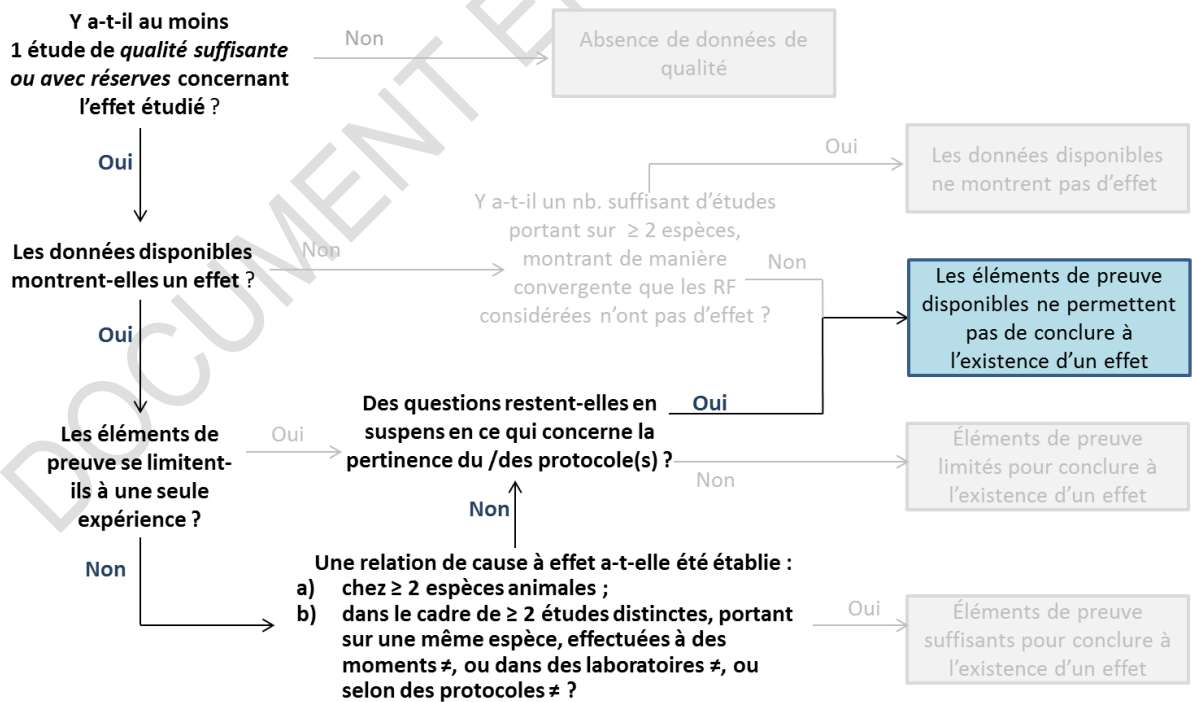 Y a-t-il au moins
1 étude de qualité suffisante
ou avec réserves concernant
l'effet étudié ?
Non
Absence de données de
qualité
Oui
Oui
Les données disponibles
ne montrent pas d'effet
Y a-t-il un nb. suffisant d'études
portant sur ≥ 2 espèces,
montrant de manière
convergente que les RF
considérées n'ont pas d'effet ?
Les données disponibles
montrent-elles un effet ?
Non
Non
Les éléments de preuve
disponibles ne permettent
pas de conclure à
l'existence d'un effet
Oui
Des questions restent-elles en
suspens en ce qui concerne la
pertinence du /des protocole(s) ?
Oui
Les éléments de
preuve se limitent-
ils à une seule
expérience ?
Oui
Non
Éléments de preuve
limités pour conclure à
l'existence d'un effet
Non
Non
Une relation de cause à effet a-t-elle été établie :
a) chez ≥ 2 espèces animales ;
b) dans le cadre de ≥ 2 études distinctes, portant
sur une même espèce, effectuées à des
moments ≠, ou dans des laboratoires ≠, ou
selon des protocoles ≠ ?
Oui
Éléments de preuve
suffisants pour conclure à
l'existence d'un effet
DOCUMENT